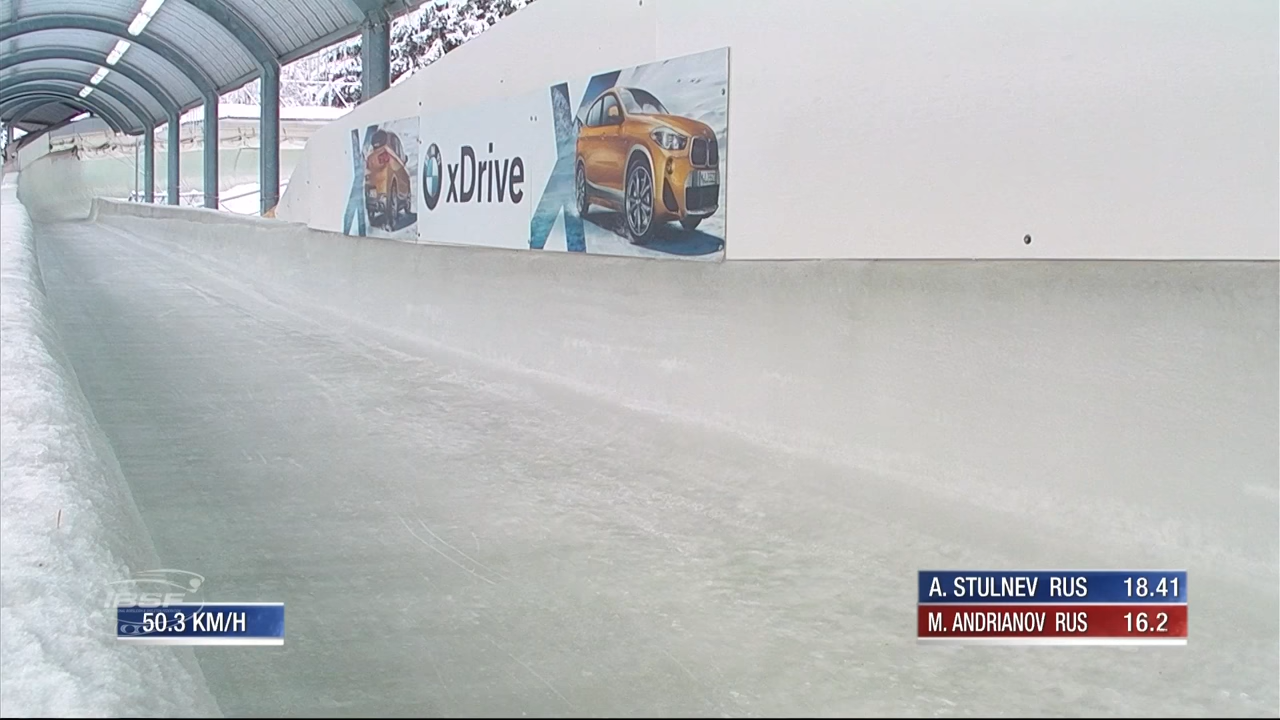 xDrive
A. STULNEV RUS 18.41
IBSF
50.3 KM/H
M. ANDRIANOV RUS 16.2